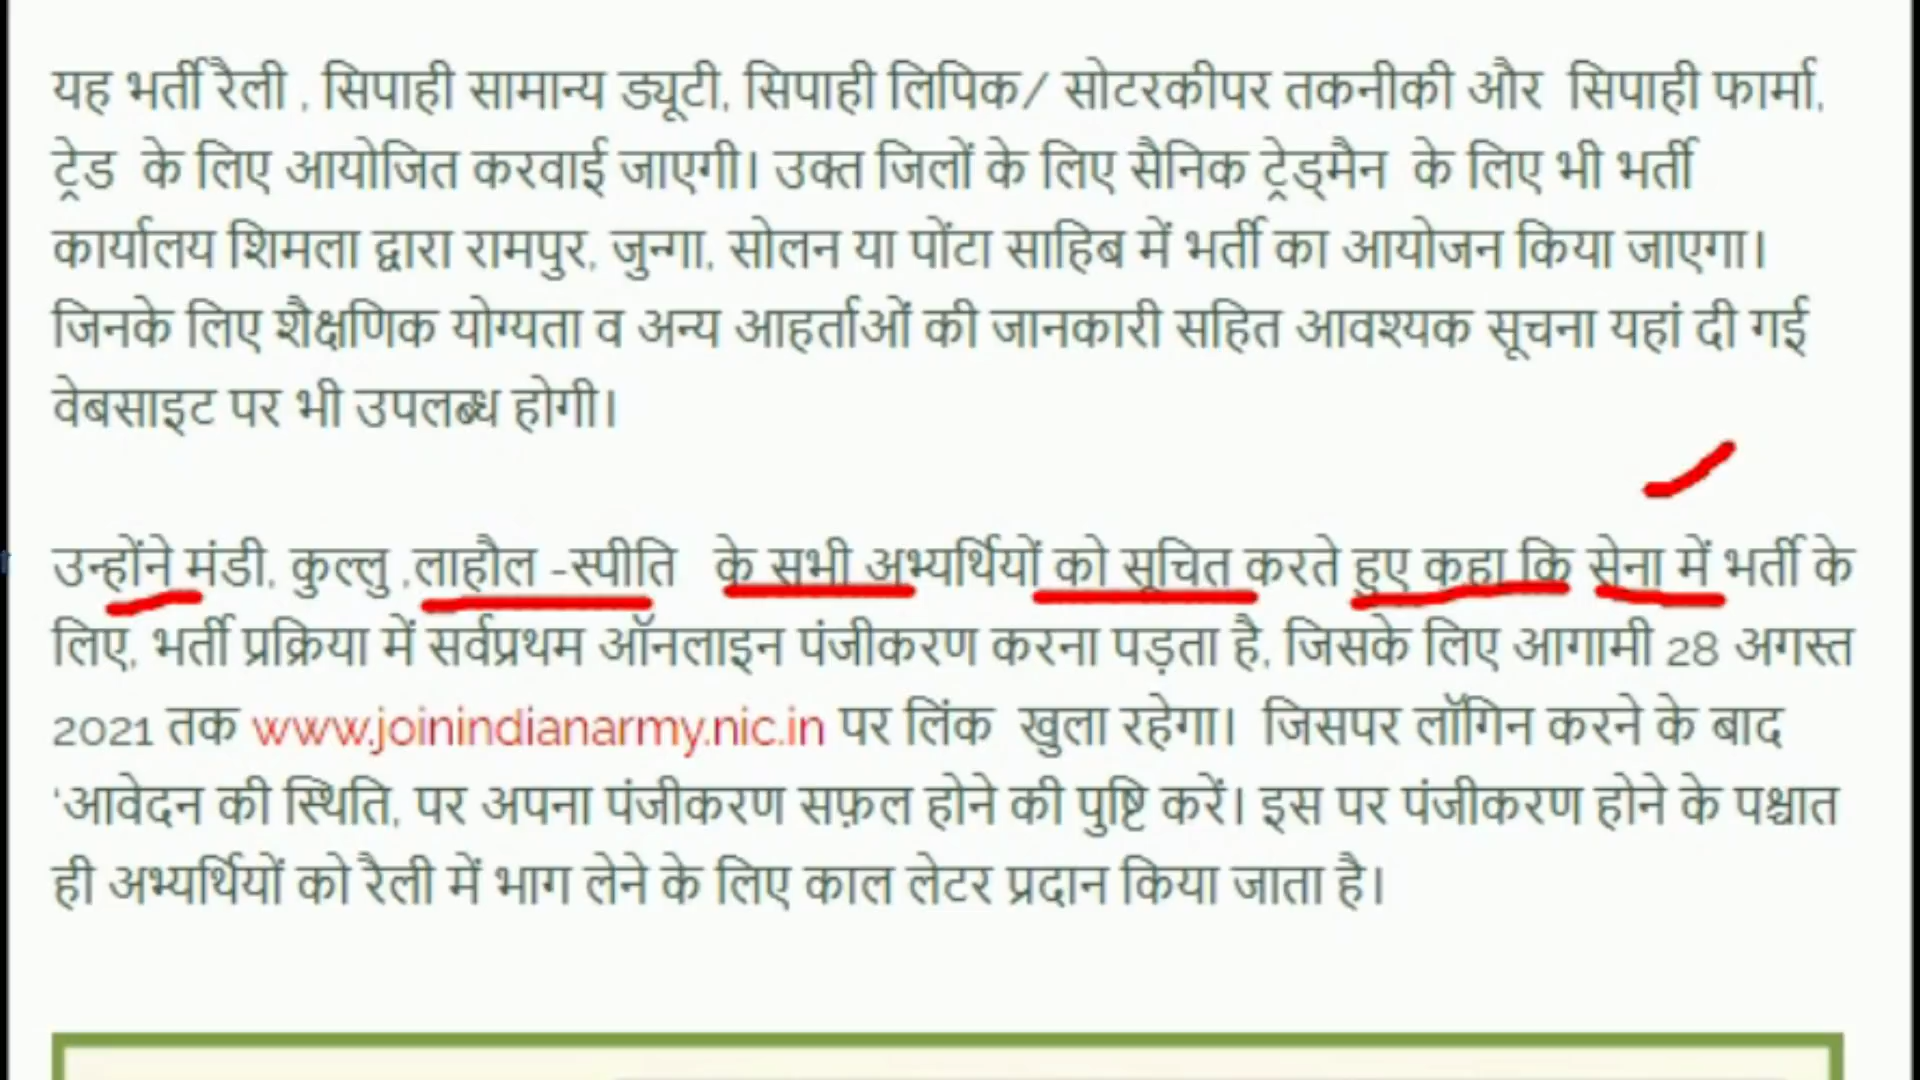 यह भर्ती रैली , सिपाही सामान्य ड्यूटी, सिपाही लिपिक/ सोटरकीपर तकनीकी और सिपाही फार्मा,
ट्रेड के लिए आयोजित करवाई जाएगी। उक्त जिलों के लिए सैनिक ट्रेड्मैन के लिए भी भर्ती
कार्यालय शिमला द्वारा रामपुर, जुन्गा, सोलन या पोंटा साहिब में भर्ती का आयोजन किया जाएगा।
जिनके लिए शैक्षणिक योग्यता व अन्य आहर्ताओं की जानकारी सहित आवश्यक सूचना यहां दी गई
वेबसाइट पर भी उपलब्ध होगी।
उन्होंने मंडी, कुल्लु ,लाहौल -स्पीति के सभी अभ्यर्थियों को सूचित करते हुए कहा कि सेना में भर्ती के
लिए, भर्ती प्रक्रिया में सर्वप्रथम ऑनलाइन पंजीकरण करना पड़ता है, जिसके लिए आगामी 28 अगस्त
2021 तक www.joinindianarmy.nic.in पर लिंक खुला रहेगा। जिसपर लॉगिन करने के बाद
‘आवेदन की स्थिति, पर अपना पंजीकरण सफ़ल होने की पुष्टि करें। इस पर पंजीकरण होने के पश्चात
ही अभ्यर्थियों को रैली में भाग लेने के लिए काल लेटर प्रदान किया जाता है।